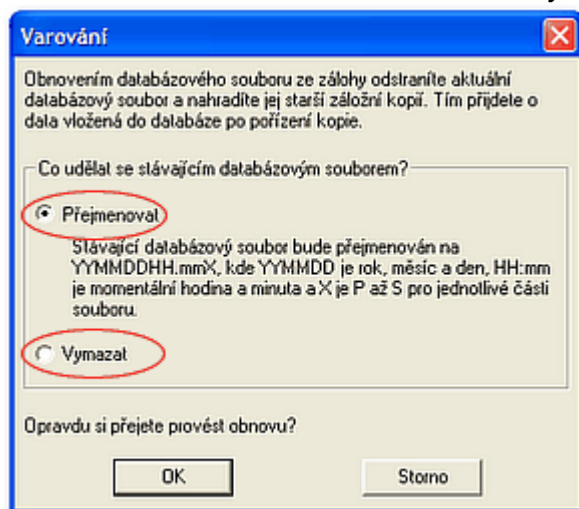 Varování
Obnovením databázového souboru ze zálohy odstraníte aktuální
databázový soubor a nahradíte jej starší záložní kopií. Tím přijdete o
data vložená do databáze po pořízení kopie.
Co udělat se stávajícím databázovým souborem?
Přejmenovat
Stávající databázový soubor bude přejmenován na
YYMMDDHH.mmX, kde YYMMDD je rok, měsíc a den, HH:mm
je momentální hodina a minuta a X je P až S pro jednotlivé části
souboru.
Vymazat
Opravdu si přejete provést obnovu?
OK
Storno